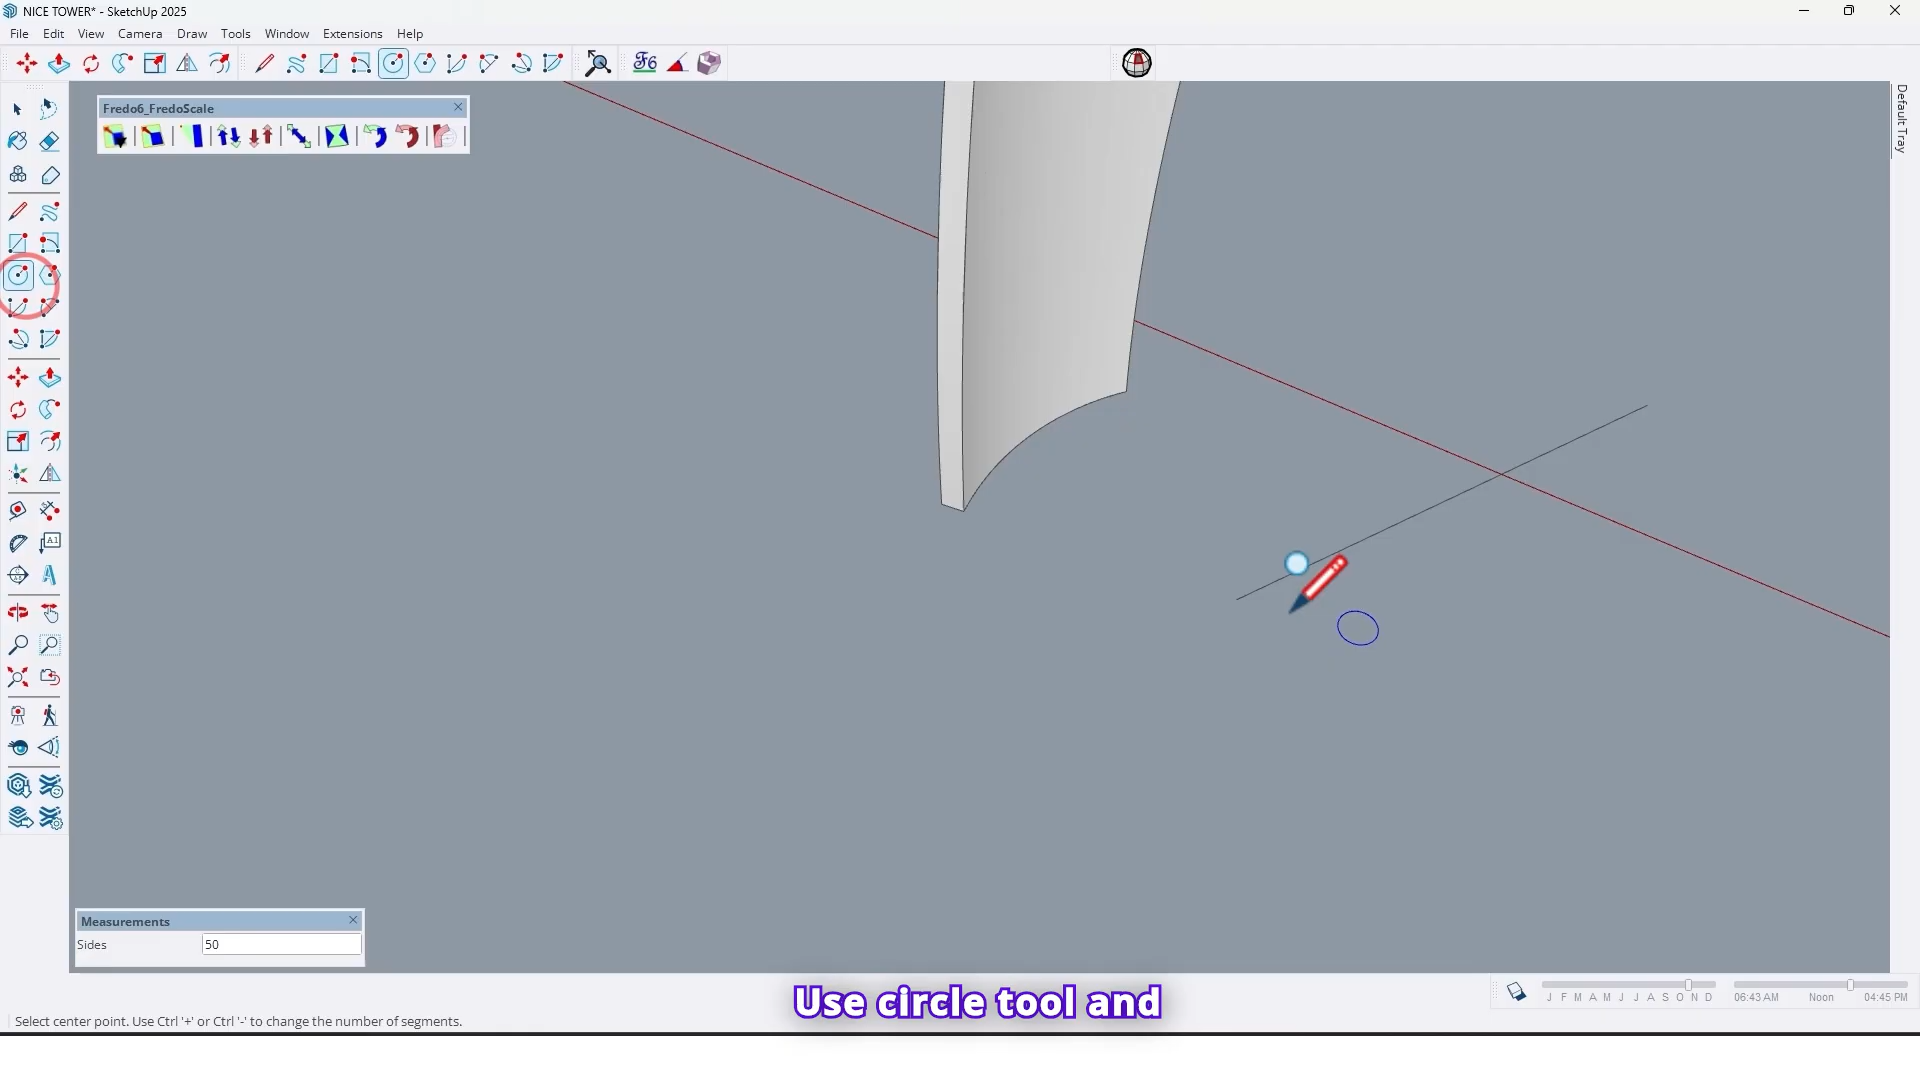 NICE TOWER* - SketchUp 2025
File Edit View Camera Draw Tools Window Extensions Help
Fredo6_FredoScale
Default Tray
Measurements
Sides 50
Use circle tool and
J F M A M J J A S O N D 06:43 AM Noon 04:45 PM
Select center point. Use Ctrl '+' or Ctrl '-' to change the number of segments.